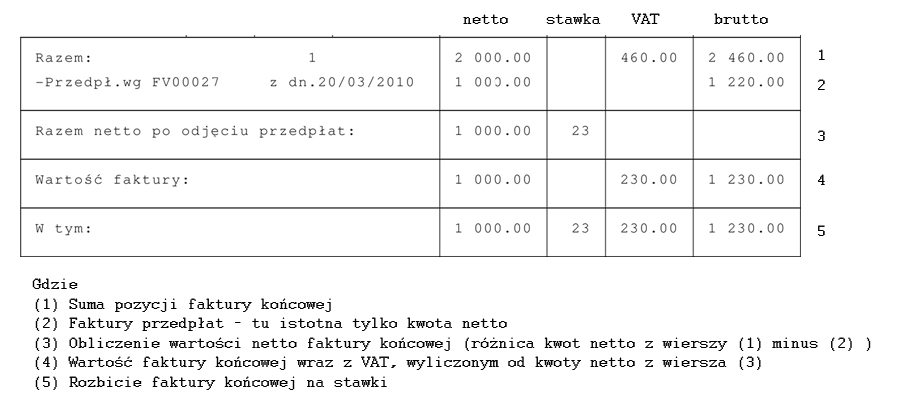 netto stawka VAT brutto
Razem: 1 2 000.00 460.00 2 460.00 1
-Przedpł.wg FV00027 z dn.20/03/2010 1 000.00 1 220.00 2
Razem netto po odjęciu przedpłat: 1 000.00 23 3
Wartość faktury: 1 000.00 230.00 1 230.00 4
W tym: 1 000.00 23 230.00 1 230.00 5
Gdzie
(1) Suma pozycji faktury końcowej
(2) Faktury przedpłat - tu istotna tylko kwota netto
(3) Obliczenie wartości netto faktury końcowej (różnica kwot netto z wierszy (1) minus (2) )
(4) Wartość faktury końcowej wraz z VAT, wyliczonym od kwoty netto z wiersza (3)
(5) Rozbicie faktury końcowej na stawki